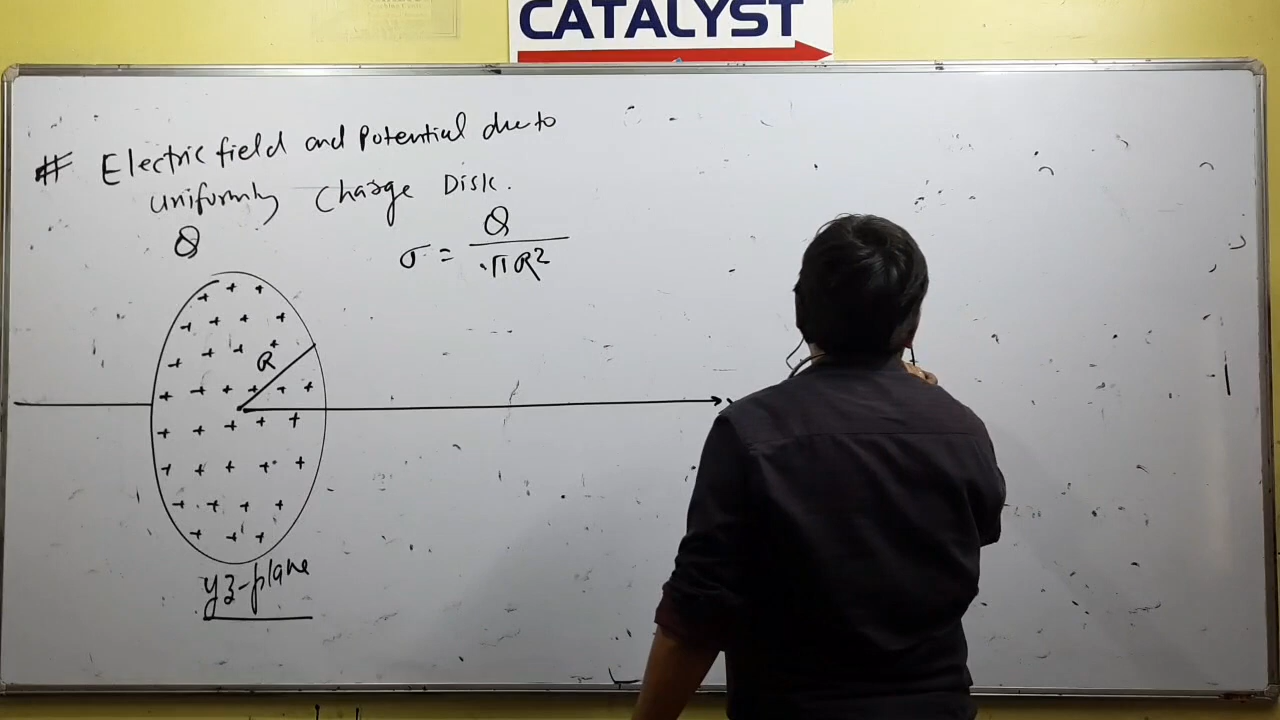 CATALYST
# Electric field and Potential due to
uniformly Charge Disk.
Q
σ = Q / πR²
R
yz-plane